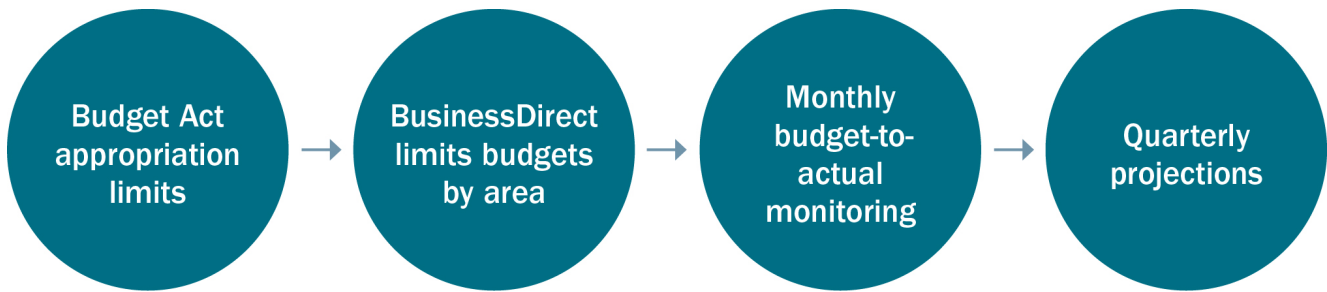 Budget Act
appropriation
limits
BusinessDirect
limits budgets
by area
Monthly
budget-to-
actual
monitoring
Quarterly
projections